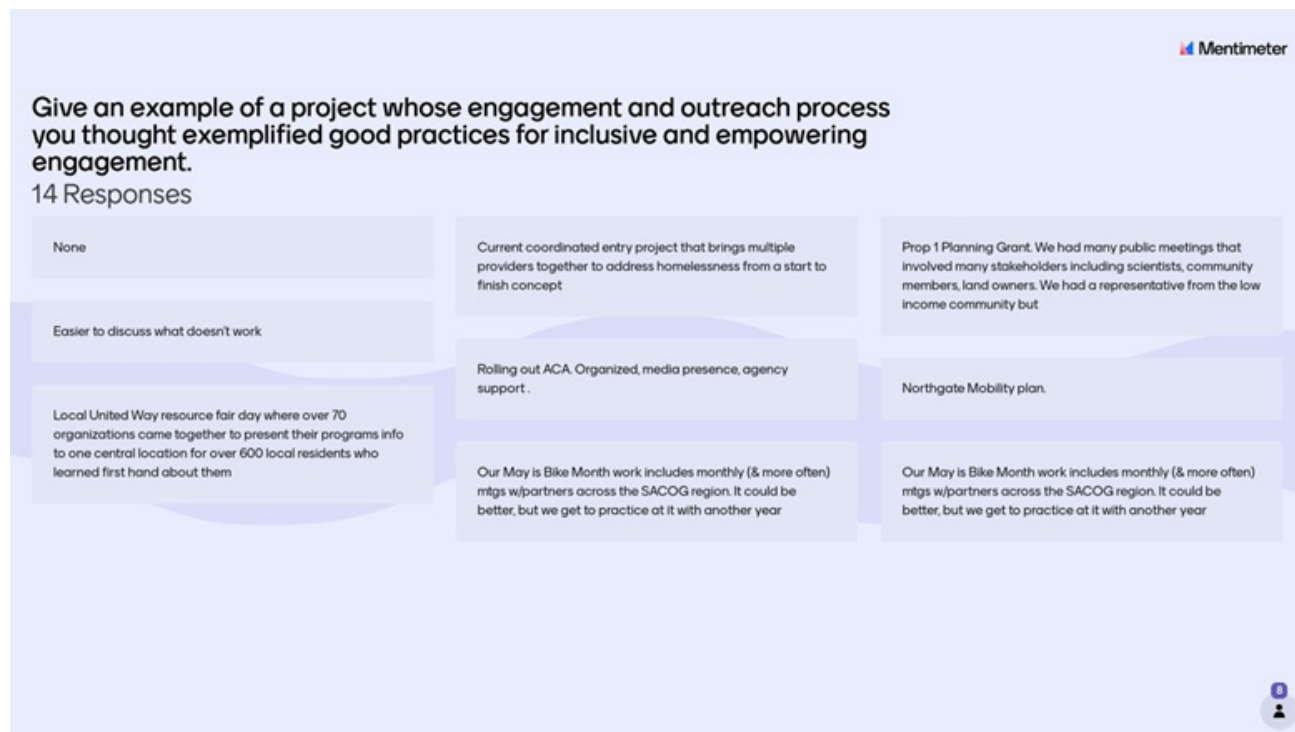 Mentimeter
Give an example of a project whose engagement and outreach process
you thought exemplified good practices for inclusive and empowering
engagement.
14 Responses
None
Easier to discuss what doesn't work
Local United Way resource fair day where over 70
organizations came together to present their programs info
to one central location for over 600 local residents who
learned first hand about them
Current coordinated entry project that brings multiple
providers together to address homelessness from a start to
finish concept
Rolling out ACA. Organized, media presence, agency
support .
Our May is Bike Month work includes monthly (& more often)
mtgs w/partners across the SACOG region. It could be
better, but we get to practice at it with another year
Prop 1 Planning Grant. We had many public meetings that
involved many stakeholders including scientists, community
members, land owners. We had a representative from the low
income community but
Northgate Mobility plan.
Our May is Bike Month work includes monthly (& more often)
mtgs w/partners across the SACOG region. It could be
better, but we get to practice at it with another year
8